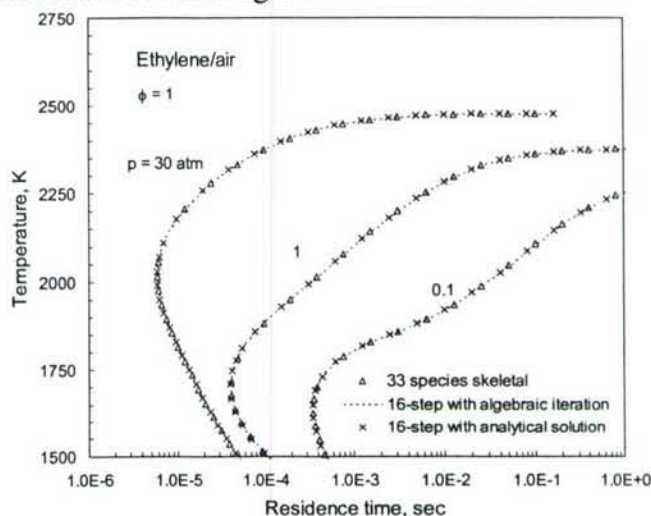 2750
2500
2250
2000
1750
1500
Temperature, K
Ethylene/air
ϕ = 1
p = 30 atm
1
0.1
33 species skeletal
16-step with algebraic iteration
16-step with analytical solution
1.0E-6
1.0E-5
1.0E-4
1.0E-3
1.0E-2
1.0E-1
1.0E+0
Residence time, sec